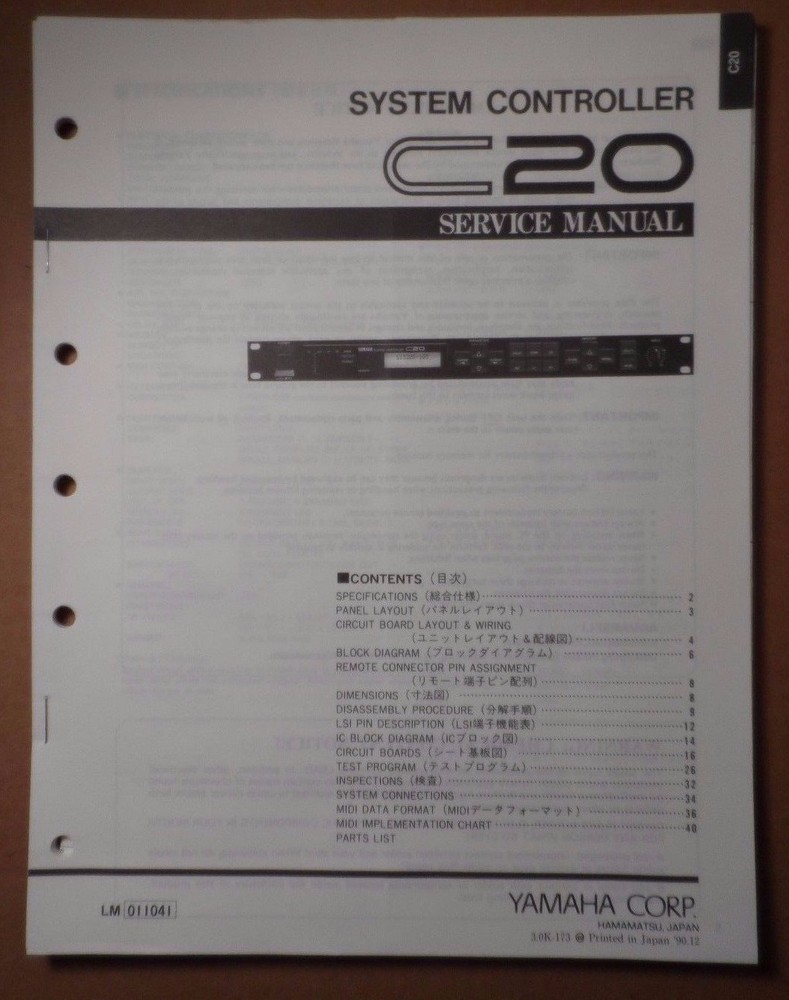 C20
SYSTEM CONTROLLER
C20
SERVICE MANUAL
YAMAHA C20
■CONTENTS (目次)
SPECIFICATIONS (総合仕様) 2
PANEL LAYOUT (パネルレイアウト) 3
CIRCUIT BOARD LAYOUT & WIRING
(ユニットレイアウト&配線図) 4
BLOCK DIAGRAM (ブロックダイアグラム) 6
REMOTE CONNECTOR PIN ASSIGNMENT
(リモート端子ピン配列) 8
DIMENSIONS (寸法図) 8
DISASSEMBLY PROCEDURE (分解手順) 9
LSI PIN DESCRIPTION (LSI端子機能表) 12
IC BLOCK DIAGRAM (ICブロック図) 14
CIRCUIT BOARDS (シート基板図) 16
TEST PROGRAM (テストプログラム) 26
INSPECTIONS (検査) 32
SYSTEM CONNECTIONS 34
MIDI DATA FORMAT (MIDIデータフォーマット) 36
MIDI IMPLEMENTATION CHART 40
PARTS LIST
LM 011041
YAMAHA CORP.
HAMAMATSU, JAPAN
3.0K-173 Printed in Japan '90.12